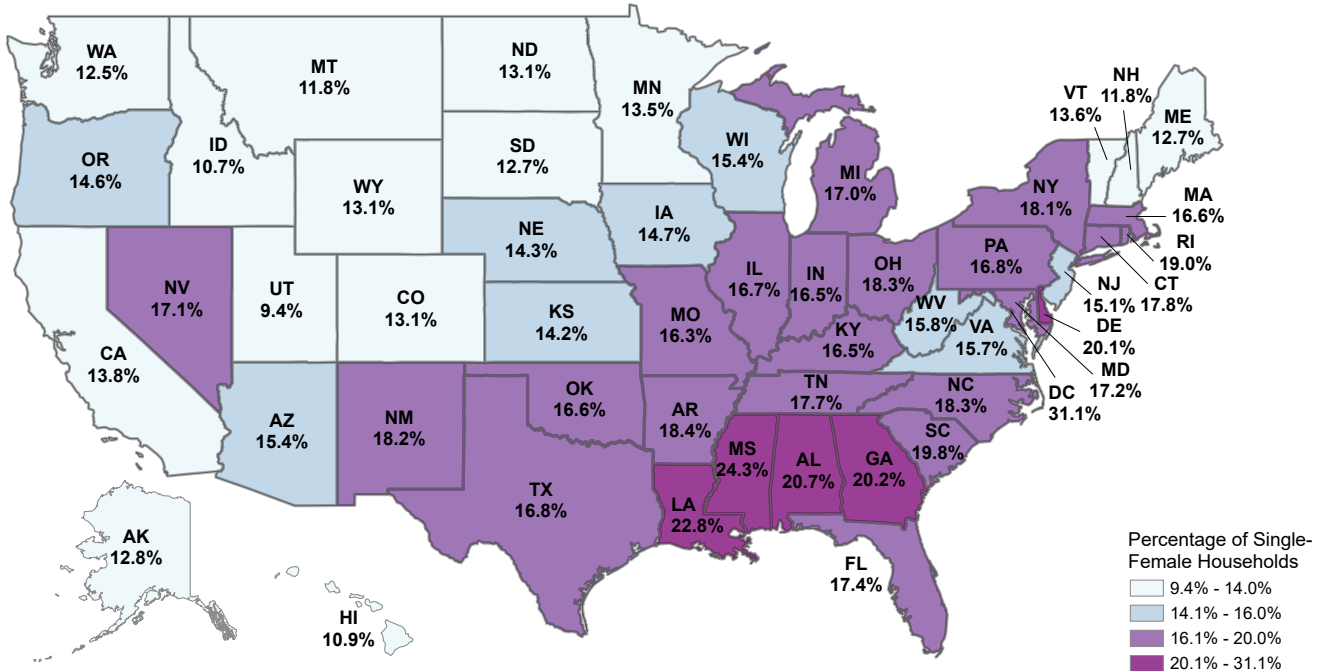 WA
12.5%
MT
11.8%
ND
13.1%
MN
13.5%
VT
13.6%
NH
11.8%
ME
12.7%
OR
14.6%
ID
10.7%
SD
12.7%
WI
15.4%
MI
17.0%
NY
18.1%
MA
16.6%
WY
13.1%
NE
14.3%
IA
14.7%
PA
16.8%
RI
19.0%
CT
17.8%
NJ
15.1%
NV
17.1%
UT
9.4%
CO
13.1%
KS
14.2%
MO
16.3%
IL
16.7%
IN
16.5%
OH
18.3%
WV
15.8%
VA
15.7%
DE
20.1%
MD
17.2%
DC
31.1%
KY
16.5%
CA
13.8%
AZ
15.4%
NM
18.2%
OK
16.6%
AR
18.4%
TN
17.7%
NC
18.3%
SC
19.8%
MS
24.3%
AL
20.7%
GA
20.2%
TX
16.8%
LA
22.8%
FL
17.4%
AK
12.8%
HI
10.9%
Percentage of Single-
Female Households
9.4% - 14.0%
14.1% - 16.0%
16.1% - 20.0%
20.1% - 31.1%